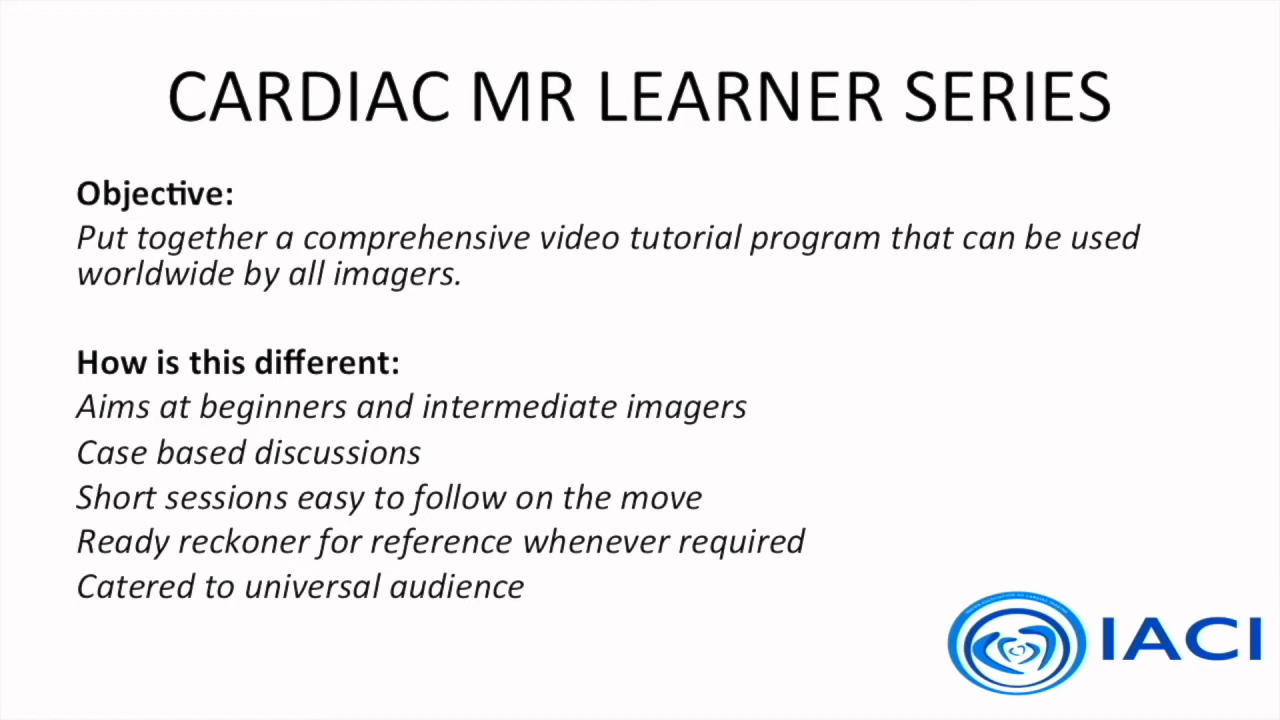 CARDIAC MR LEARNER SERIES
Objective:
Put together a comprehensive video tutorial program that can be used
worldwide by all imagers.
How is this different:
Aims at beginners and intermediate imagers
Case based discussions
Short sessions easy to follow on the move
Ready reckoner for reference whenever required
Catered to universal audience
IACI